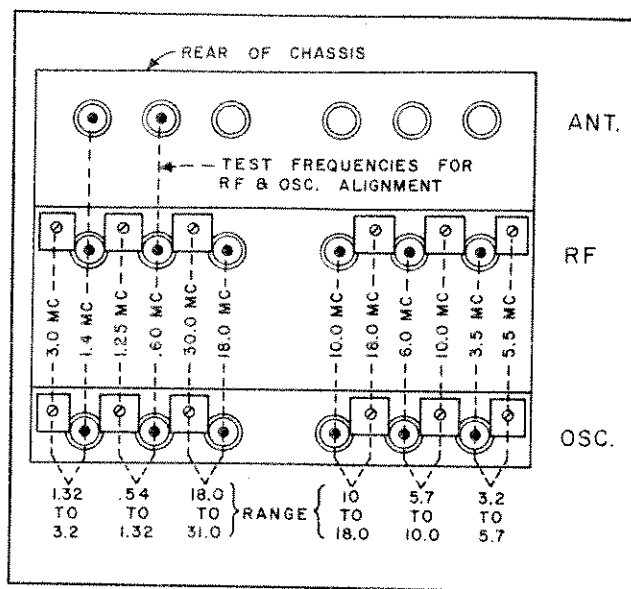 REAR OF CHASSIS
ANT.
TEST FREQUENCIES FOR
RF & OSC. ALIGNMENT
RF
3.0 MC
1.4 MC
1.25 MC
.60 MC
30.0 MC
18.0 MC
10.0 MC
18.0 MC
6.0 MC
10.0 MC
3.5 MC
5.5 MC
OSC.
1.32
TO
3.2
.54
TO
1.32
18.0
TO
31.0
RANGE
10
TO
18.0
5.7
TO
10.0
3.2
TO
5.7